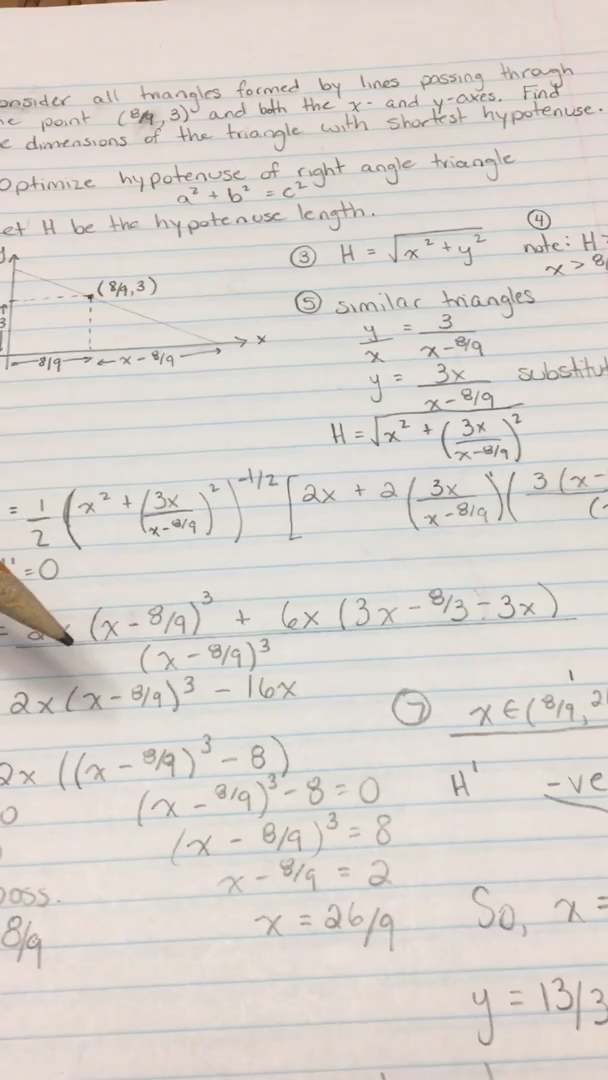 onsider all triangles formed by lines passing through
e point (8/9, 3) and both the x- and y-axes. Find
e dimensions of the triangle with shortest hypotenuse.
Optimize hypotenuse of right angle triangle
a² + b² = c²
et H be the hypotenuse length.
③ H = √(x² + y²)
④
note: H
x > 8/
y
(8/9, 3)
3
x
8/9
x - 8/9
⑤ similar triangles
y/x = 3/(x-8/9)
y = 3x/(x-8/9) substitut
H = √(x² + (3x/(x-8/9))²)
= 1/2 (x² + (3x/(x-8/9))²)^(-1/2) [2x + 2(3x/(x-8/9))(3(x-
= 0
(x-8/9)³ + 6x(3x-8/3-3x)
(x-8/9)³
2x(x-8/9)³ - 16x
⑦ x ∈ (8/9, 2
2x((x-8/9)³ - 8)
H' -ve
0
(x-8/9)³ - 8 = 0
(x-8/9)³ = 8
x-8/9 = 2
poss.
8/9
x = 26/9
So, x =
y = 13/3